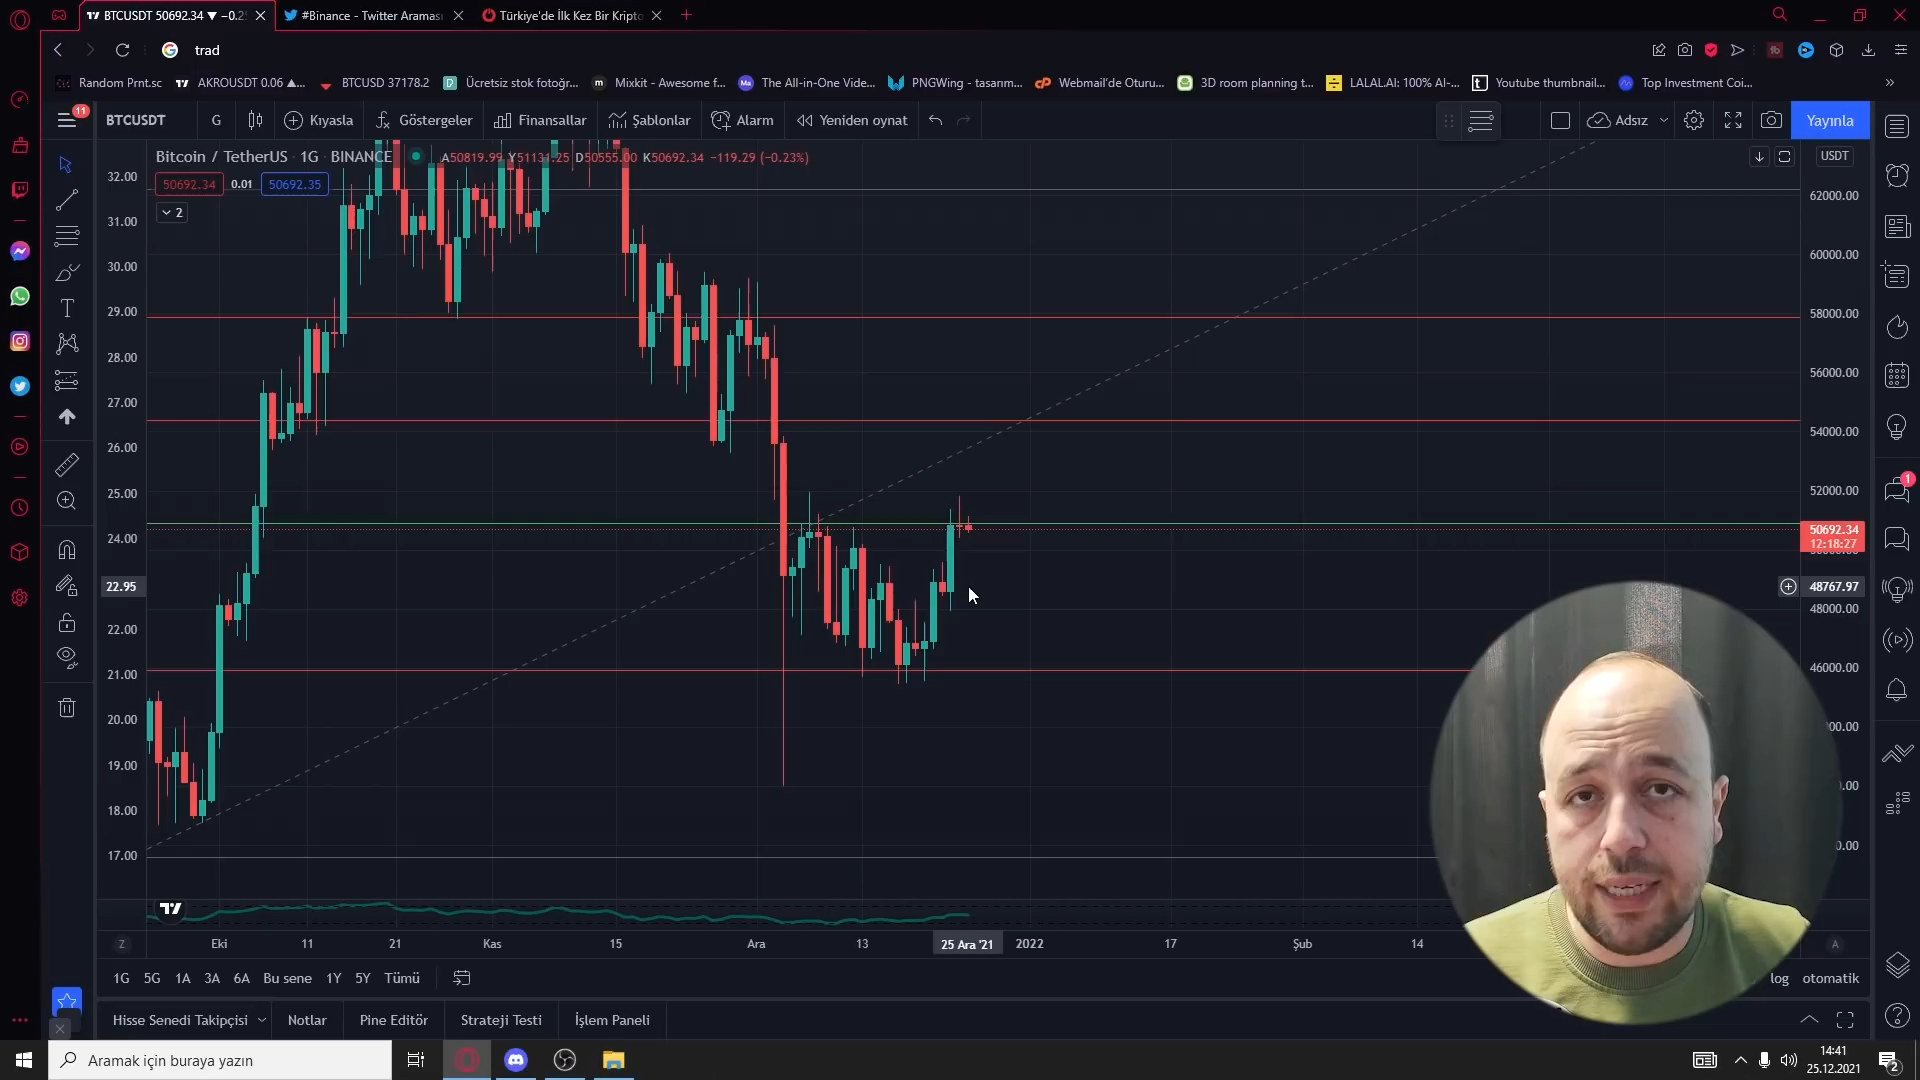 BTCUSDT 50692.34 ▼ −0.2
#Binance - Twitter Araması
Türkiye'de İlk Kez Bir Kripto
trad
Random Prnt.sc
AKROUSDT 0.06 ▲...
BTCUSD 37178.2
Ücretsiz stok fotoğr...
Mixkit - Awesome f...
The All-in-One Vide...
PNGWing - tasarım...
Webmail'de Oturu...
3D room planning t...
LALAL.AI: 100% AI-...
Youtube thumbnail...
Top Investment Coi...
11
BTCUSDT
G
Kıyasla
Göstergeler
Finansallar
Şablonlar
Alarm
Yeniden oynat
Adsız
Yayınla
Bitcoin / TetherUS · 1G · BINANCE
A50819.99 Y51131.25 D50555.00 K50692.34 −119.29 (−0.23%)
USDT
50692.34 0.01 50692.35
2
32.00
31.00
30.00
29.00
28.00
27.00
26.00
25.00
24.00
22.95
22.00
21.00
20.00
19.00
18.00
17.00
62000.00
60000.00
58000.00
56000.00
54000.00
52000.00
50692.34
12:18:27
48767.97
48000.00
46000.00
1
Z
Eki
11
21
Kas
15
Ara
13
25 Ara '21
2022
17
Şub
14
A
1G 5G 1A 3A 6A Bu sene 1Y 5Y Tümü
log otomatik
Hisse Senedi Takipçisi
Notlar
Pine Editör
Strateji Testi
İşlem Paneli
Aramak için buraya yazın
14:41
25.12.2021
2